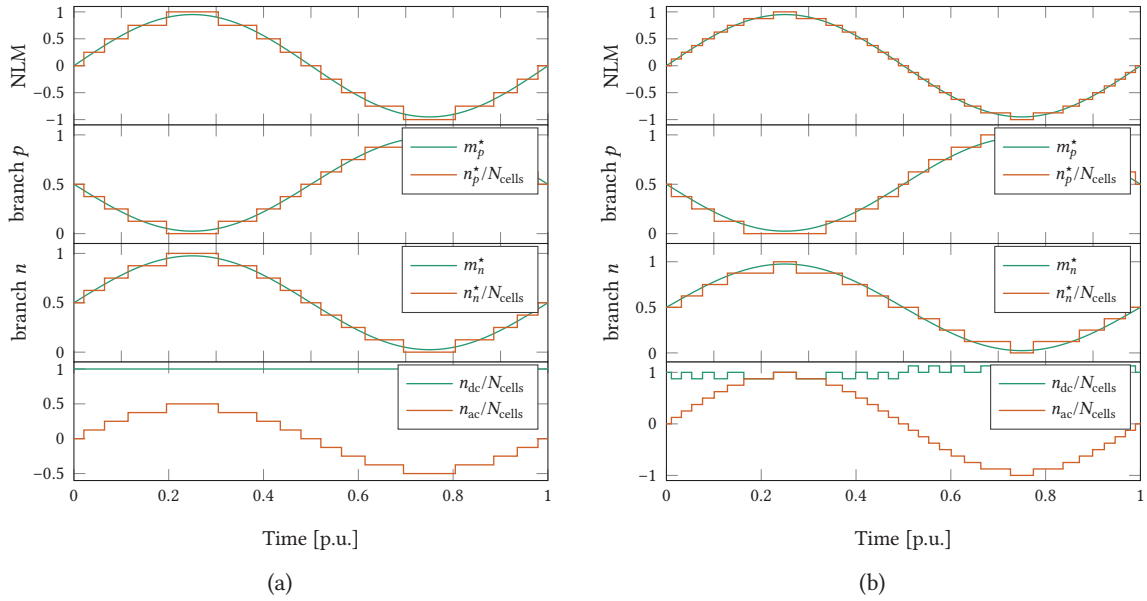 1
0.5
0
−0.5
−1
NLM
1
0.5
0
branch p
m⋆p
n⋆p/Ncells
1
0.5
0
branch n
m⋆n
n⋆n/Ncells
1
0.5
0
−0.5
ndc/Ncells
nac/Ncells
0 0.2 0.4 0.6 0.8 1
Time [p.u.]
(a)
1
0.5
0
−0.5
−1
NLM
1
0.5
0
branch p
m⋆p
n⋆p/Ncells
1
0.5
0
branch n
m⋆n
n⋆n/Ncells
1
0
−1
ndc/Ncells
nac/Ncells
0 0.2 0.4 0.6 0.8 1
Time [p.u.]
(b)